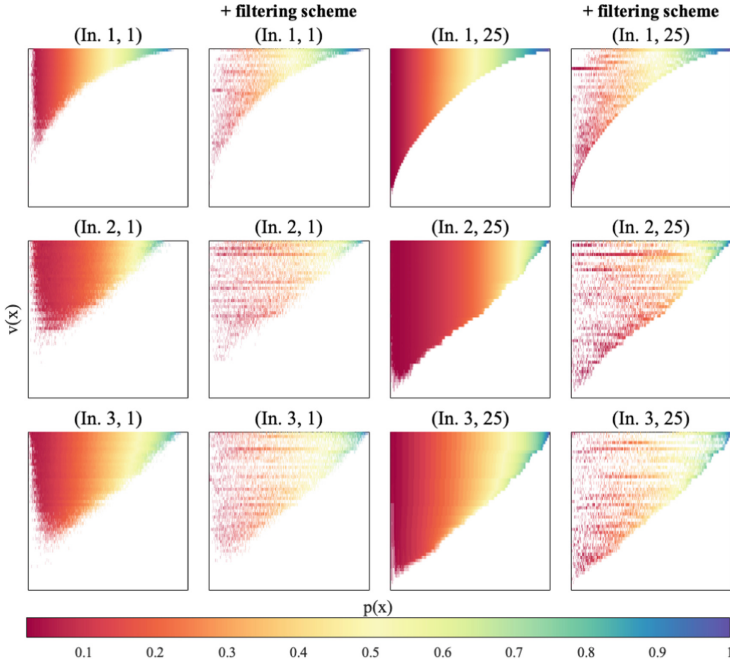 + filtering scheme + filtering scheme
(In. 1, 1) (In. 1, 1) (In. 1, 25) (In. 1, 25)
(In. 2, 1) (In. 2, 1) (In. 2, 25) (In. 2, 25)
v(x)
(In. 3, 1) (In. 3, 1) (In. 3, 25) (In. 3, 25)
p(x)
0.1 0.2 0.3 0.4 0.5 0.6 0.7 0.8 0.9 1